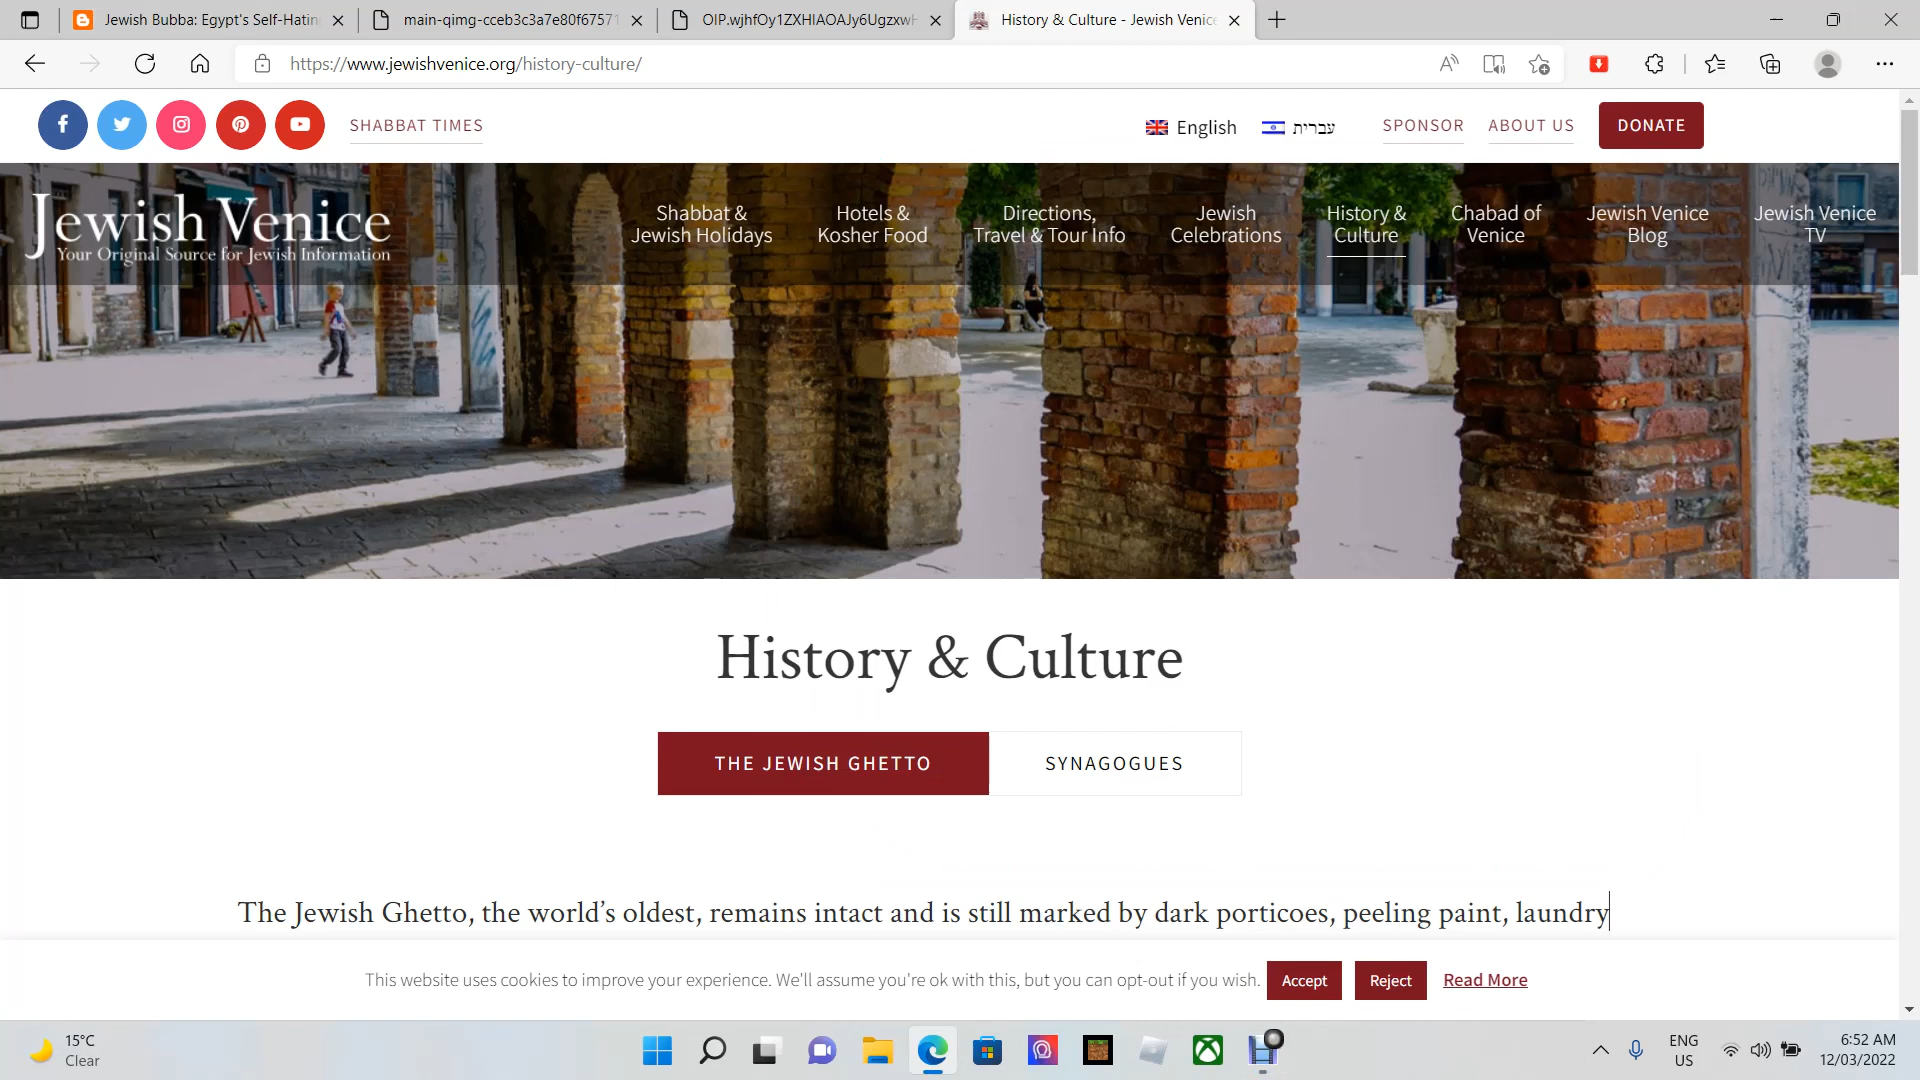 Jewish Bubba: Egypt's Self-Hatin
main-qimg-cceb3c3a7e80f67571
OIP.wjhfOy1ZXHIAOAJy6UgzxwH
History & Culture - Jewish Venice
https://www.jewishvenice.org/history-culture/
SHABBAT TIMES
English
עברית
SPONSOR
ABOUT US
DONATE
Jewish Venice
Your Original Source for Jewish Information
Shabbat &
Jewish Holidays
Hotels &
Kosher Food
Directions,
Travel & Tour Info
Jewish
Celebrations
History &
Culture
Chabad of
Venice
Jewish Venice
Blog
Jewish Venice
TV
History & Culture
THE JEWISH GHETTO
SYNAGOGUES
The Jewish Ghetto, the world’s oldest, remains intact and is still marked by dark porticoes, peeling paint, laundry
This website uses cookies to improve your experience. We'll assume you're ok with this, but you can opt-out if you wish.
Accept
Reject
Read More
15°C
Clear
ENG
US
6:52 AM
12/03/2022